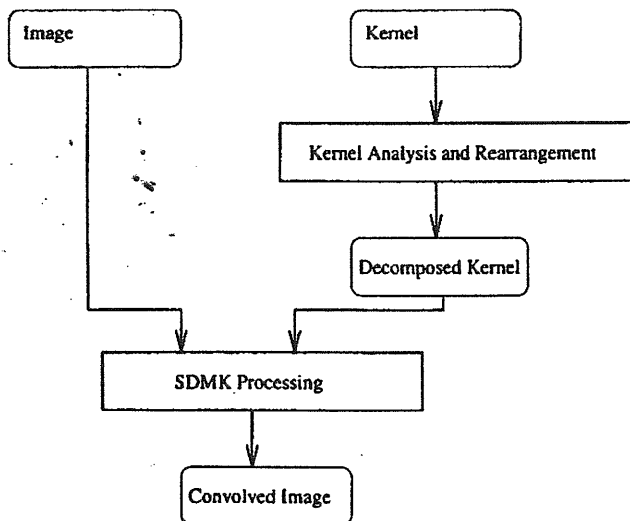 Image
Kernel
Kernel Analysis and Rearrangement
Decomposed Kernel
SDMK Processing
Convolved Image